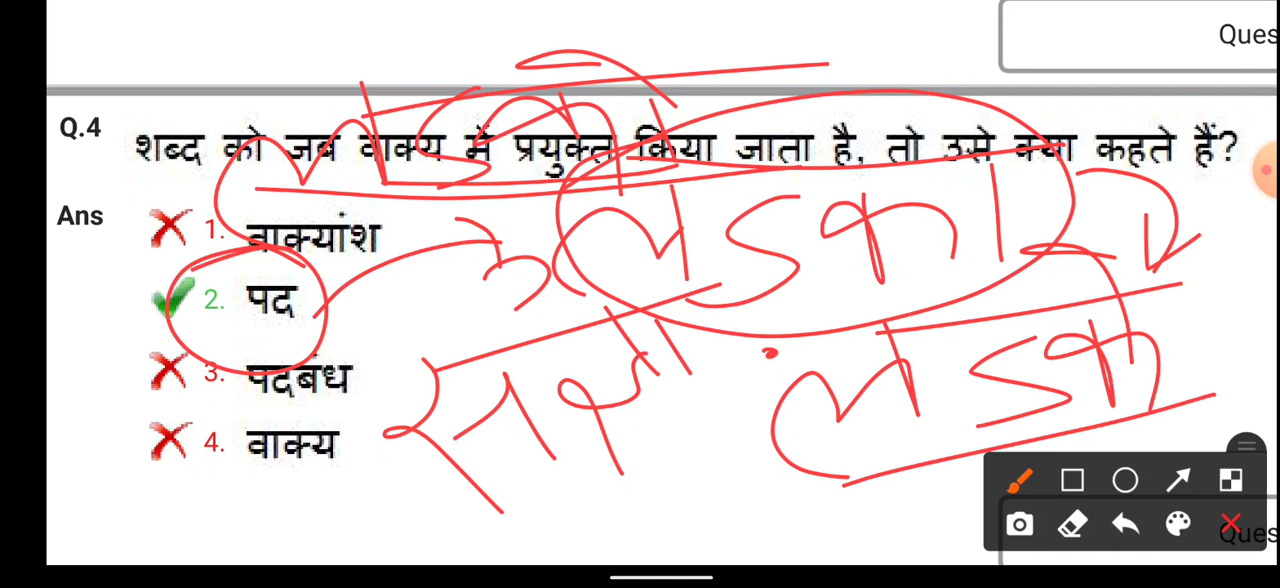 Ques
Q.4 शब्द को जब वाक्य में प्रयुक्त किया जाता है, तो उसे क्या कहते हैं?
Ans 1. वाक्यांश
2. पद
3. पदबंध
4. वाक्य
Ques